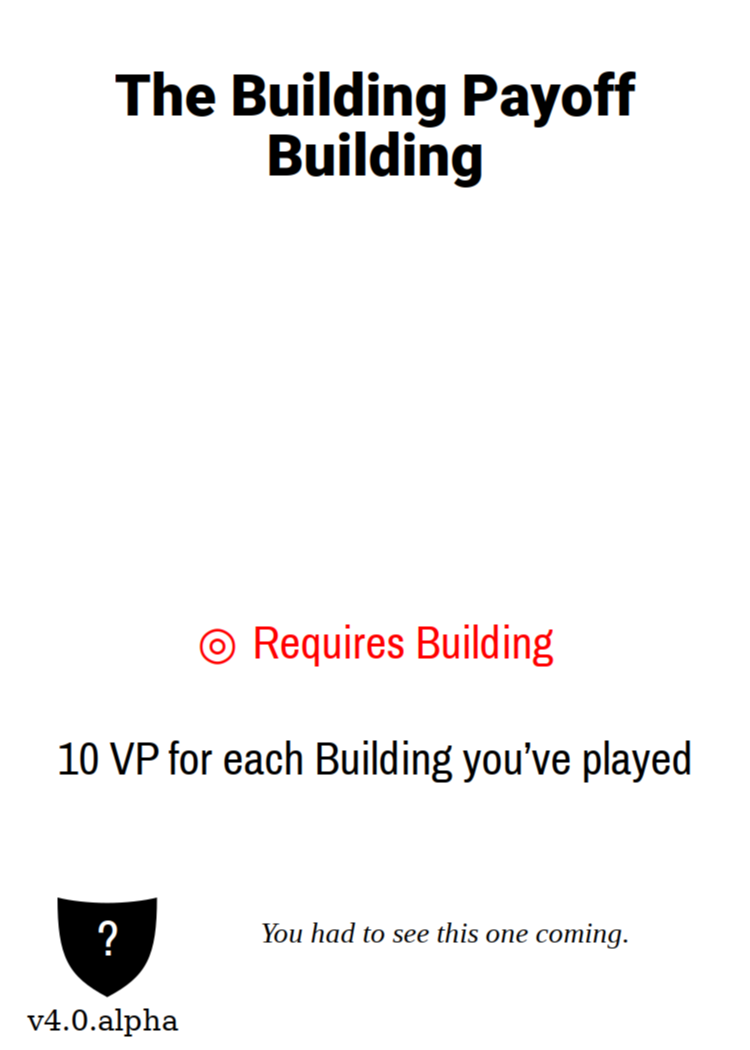 The Building Payoff
Building
◎ Requires Building
10 VP for each Building you’ve played
?
You had to see this one coming.
v4.0.alpha